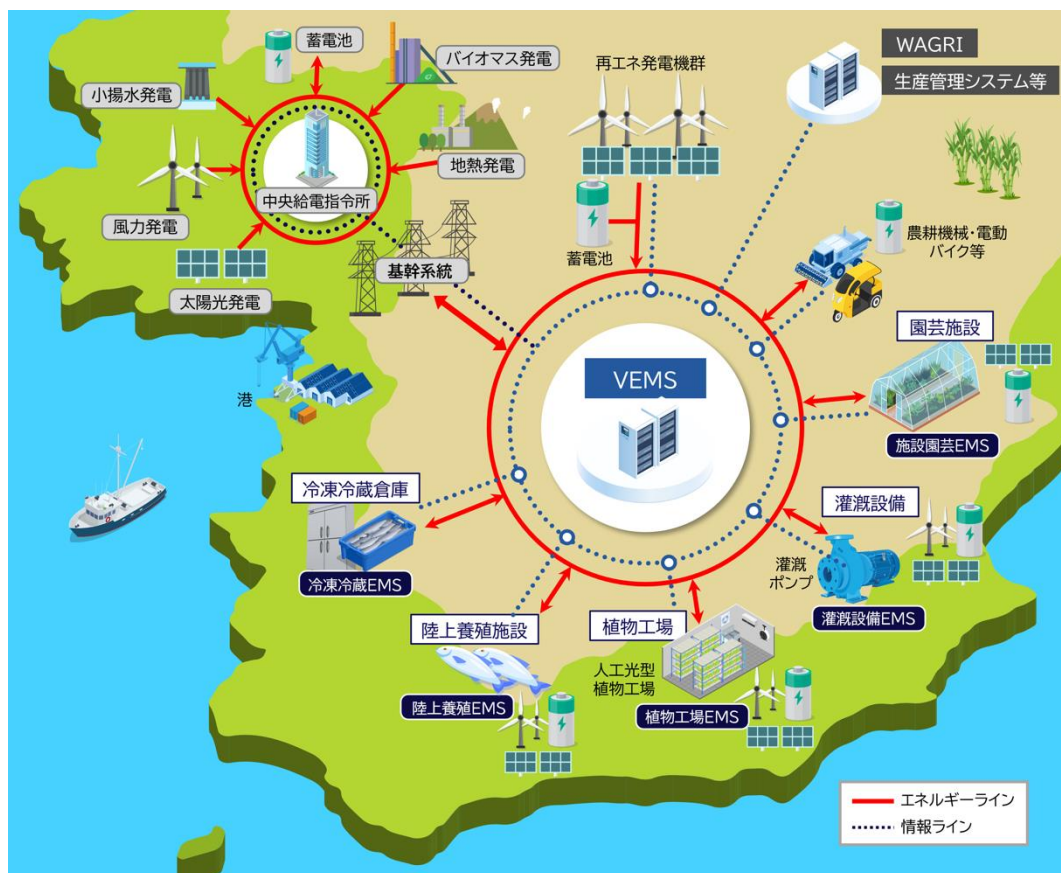 蓄電池
バイオマス発電
小揚水発電
地熱発電
中央給電指令所
風力発電
太陽光発電
基幹系統
再エネ発電機群
蓄電池
WAGRI
生産管理システム等
農耕機械・電動
バイク等
園芸施設
施設園芸EMS
VEMS
港
冷凍冷蔵倉庫
冷凍冷蔵EMS
灌漑設備
灌漑
ポンプ
灌漑設備EMS
陸上養殖施設
陸上養殖EMS
植物工場
人工光型
植物工場
植物工場EMS
エネルギーライン
情報ライン